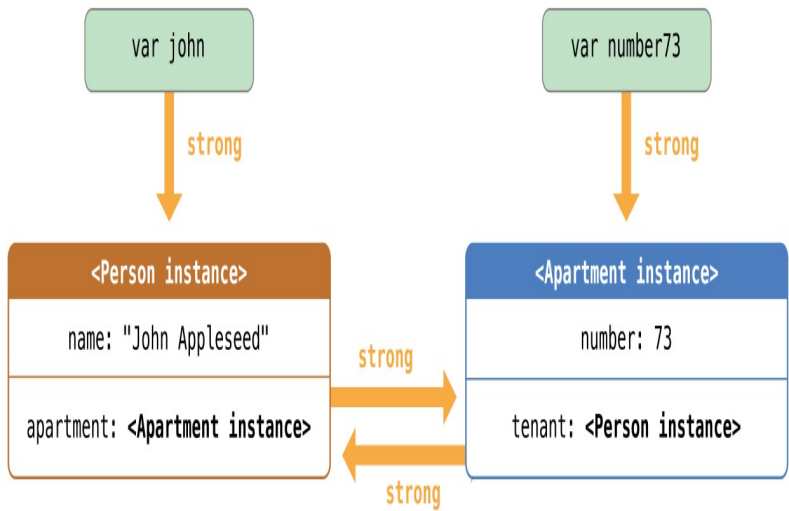 var john
var number73
strong
strong
<Person instance>
<Apartment instance>
name: "John Appleseed"
number: 73
strong
apartment: <Apartment instance>
tenant: <Person instance>
strong